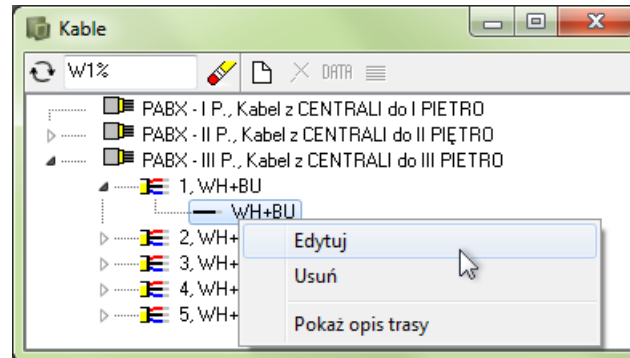 Kable
W1%
DATA
PABX - I P., Kabel z CENTRALI do I PIETRO
PABX - II P., Kabel z CENTRALI do II PIĘTRO
PABX - III P., Kabel z CENTRALI do III PIETRO
1, WH+BU
WH+BU
2, WH+
3, WH+
4, WH+
5, WH+
Edytuj
Usuń
Pokaż opis trasy